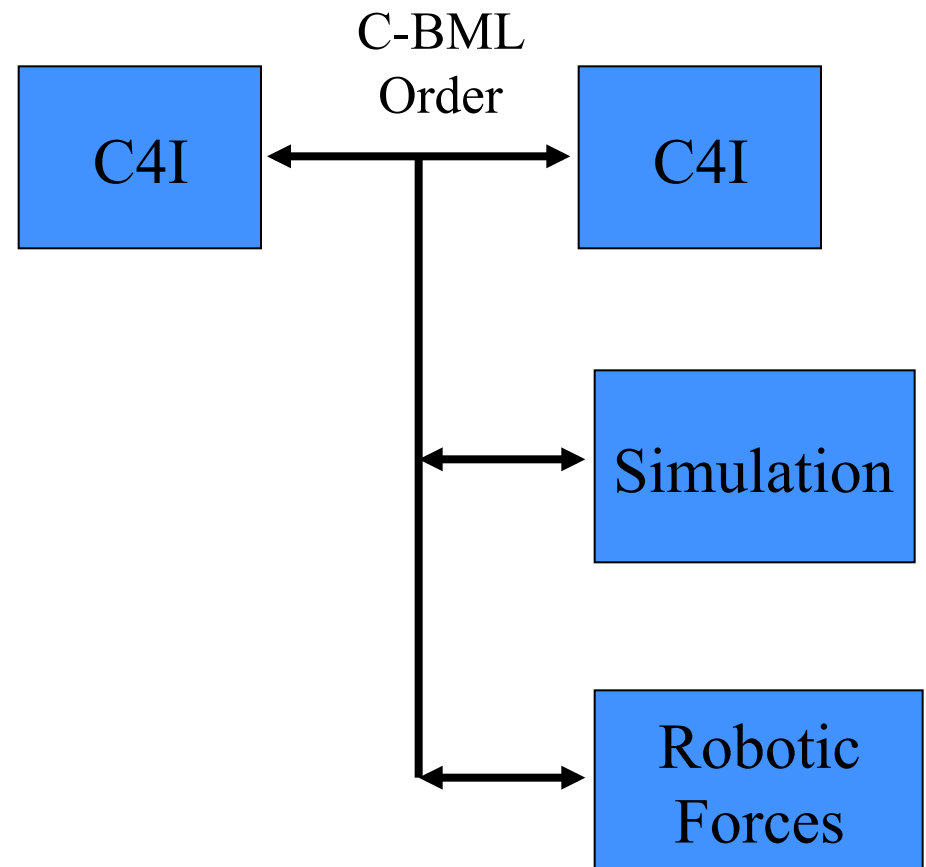 C-BML
Order
C4I
C4I
Simulation
Robotic
Forces